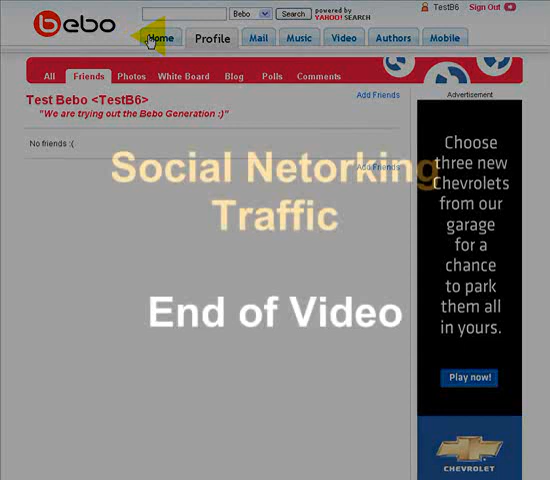 bebo
Bebo
Search
powered by
YAHOO! SEARCH
TestB6
Sign Out
Home
Profile
Mail
Music
Video
Authors
Mobile
All
Friends
Photos
White Board
Blog
Polls
Comments
Test Bebo <TestB6>
Add Friends
"We are trying out the Bebo Generation :)"
No friends :(
Add Friends
Social Netorking
Traffic
End of Video
Advertisement
Choose
three new
Chevrolets
from our
garage
for a
chance
to park
them all
in yours.
Play now!
CHEVROLET